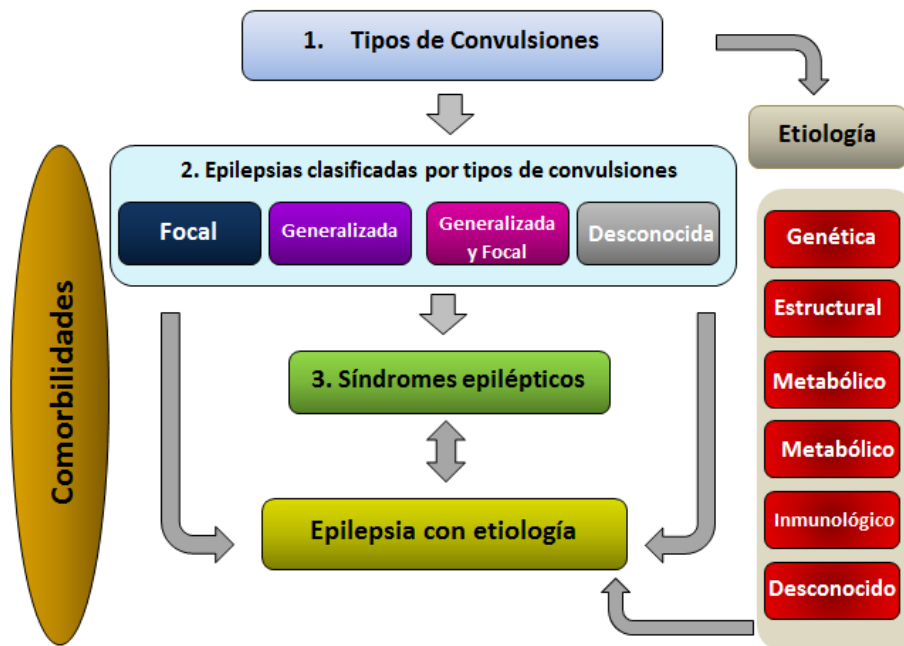 1. Tipos de Convulsiones
Etiología
2. Epilepsias clasificadas por tipos de convulsiones
Focal
Generalizada
Generalizada
y Focal
Desconocida
Comorbilidades
3. Síndromes epilépticos
Epilepsia con etiología
Genética
Estructural
Metabólico
Metabólico
Inmunológico
Desconocido